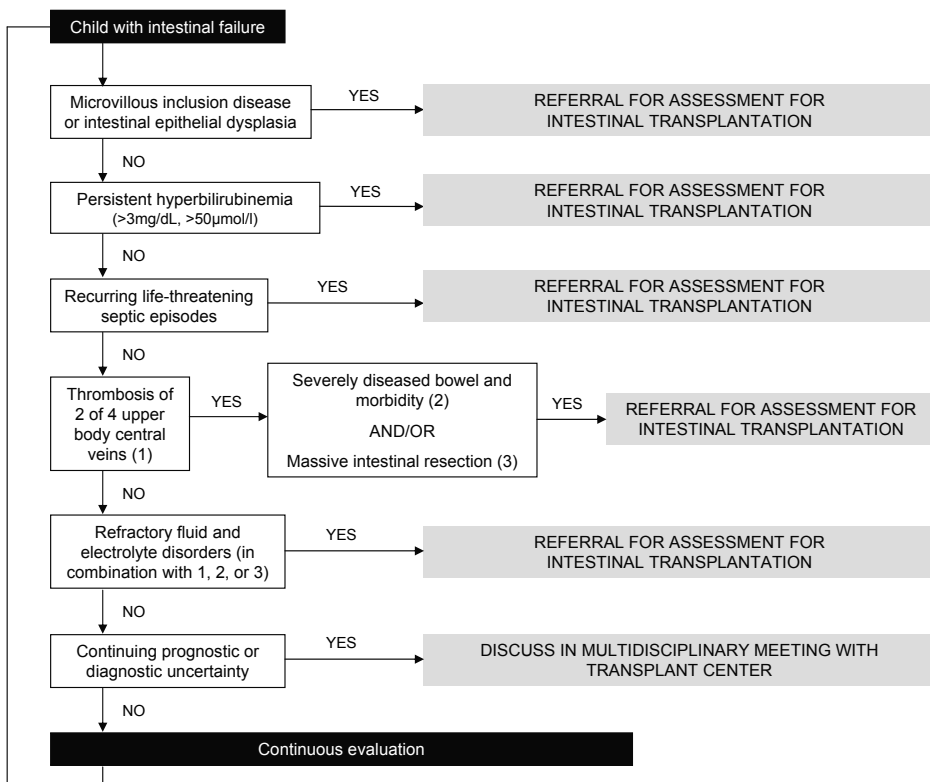 Child with intestinal failure
Microvillous inclusion disease
or intestinal epithelial dysplasia
YES
REFERRAL FOR ASSESSMENT FOR
INTESTINAL TRANSPLANTATION
NO
Persistent hyperbilirubinemia
(>3mg/dL, >50µmol/l)
YES
REFERRAL FOR ASSESSMENT FOR
INTESTINAL TRANSPLANTATION
NO
Recurring life-threatening
septic episodes
YES
REFERRAL FOR ASSESSMENT FOR
INTESTINAL TRANSPLANTATION
NO
Thrombosis of
2 of 4 upper
body central
veins (1)
YES
Severely diseased bowel and
morbidity (2)
AND/OR
Massive intestinal resection (3)
YES
REFERRAL FOR ASSESSMENT FOR
INTESTINAL TRANSPLANTATION
NO
Refractory fluid and
electrolyte disorders (in
combination with 1, 2, or 3)
YES
REFERRAL FOR ASSESSMENT FOR
INTESTINAL TRANSPLANTATION
NO
Continuing prognostic or
diagnostic uncertainty
YES
DISCUSS IN MULTIDISCIPLINARY MEETING WITH
TRANSPLANT CENTER
NO
Continuous evaluation